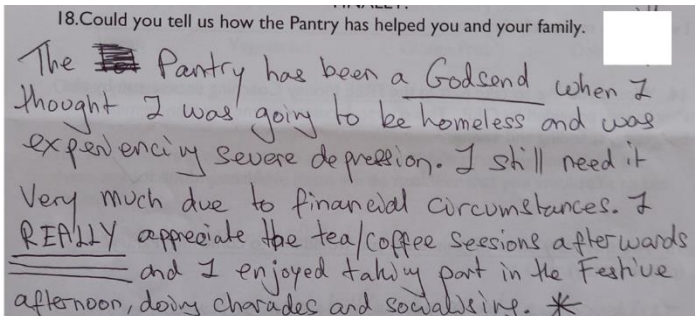 18.Could you tell us how the Pantry has helped you and your family.
The Pantry has been a Godsend when I
thought I was going to be homeless and was
experiencing severe depression. I still need it
Very much due to financial circumstances. I
REALLY appreciate the tea/coffee sessions afterwards
and I enjoyed taking part in the Festive
afternoon, doing charades and socialising. *